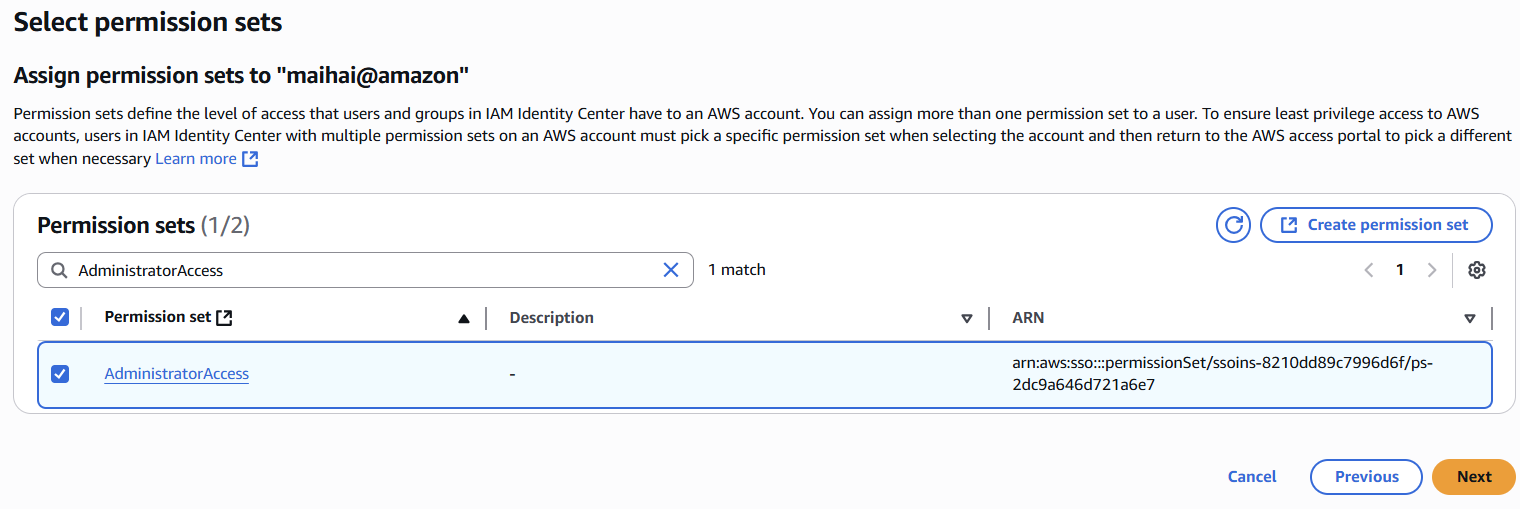 Select permission sets
Assign permission sets to "maihai@amazon"
Permission sets define the level of access that users and groups in IAM Identity Center have to an AWS account. You can assign more than one permission set to a user. To ensure least privilege access to AWS
accounts, users in IAM Identity Center with multiple permission sets on an AWS account must pick a specific permission set when selecting the account and then return to the AWS access portal to pick a different
set when necessary Learn more
Permission sets (1/2)
Create permission set
AdministratorAccess
1 match
1
Permission set
Description
ARN
AdministratorAccess
-
arn:aws:sso:::permissionSet/ssoins-8210dd89c7996d6f/ps-
2dc9a646d721a6e7
Cancel
Previous
Next